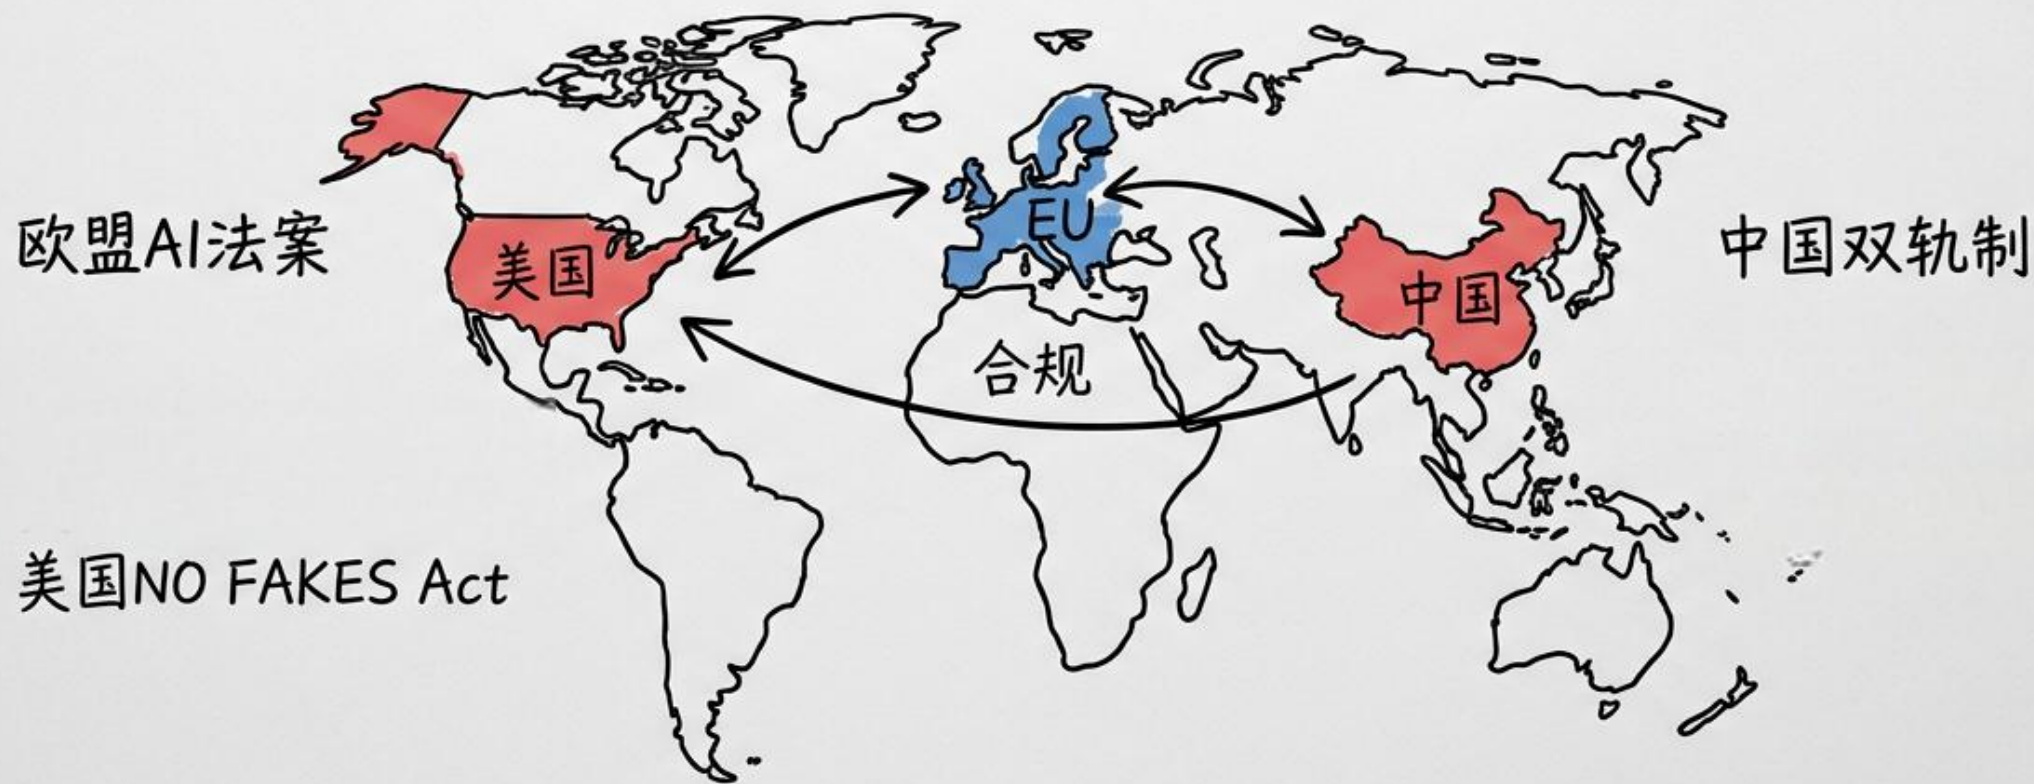 欧盟AI法案
美国
EU
中国
中国双轨制
合规
美国NO FAKES Act